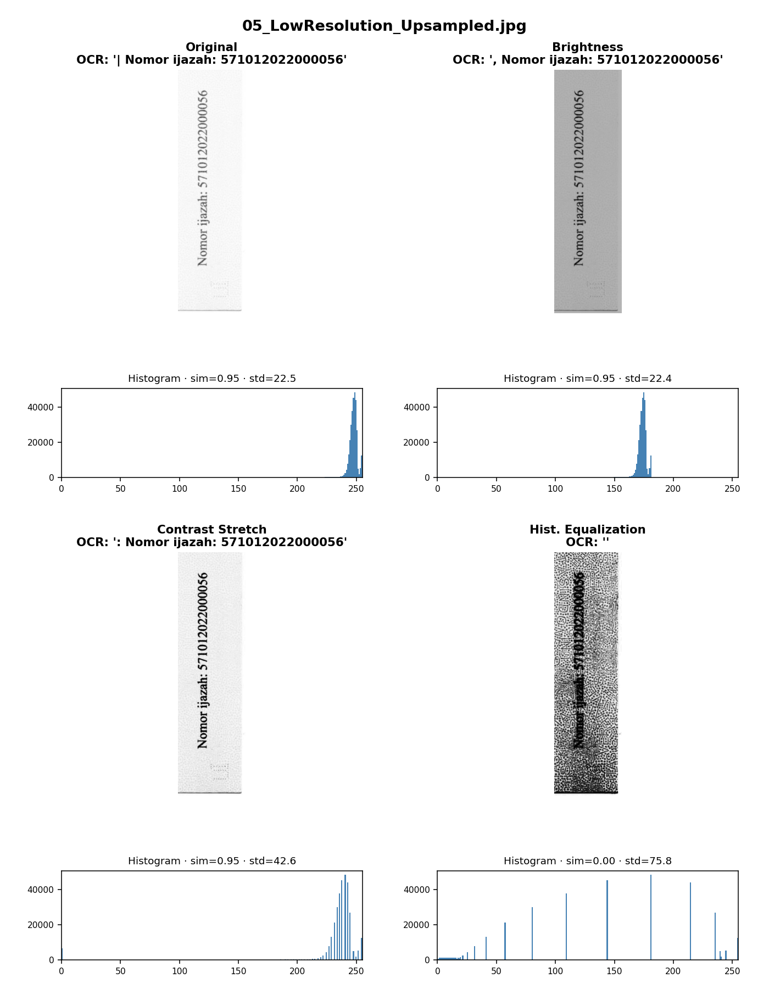 05_LowResolution_Upsampled.jpg
Original
OCR: '| Nomor ijazah: 571012022000056'
Nomor ijazah: 571012022000056
Histogram · sim=0.95 · std=22.5
40000
20000
0
0 50 100 150 200 250
Brightness
OCR: ', Nomor ijazah: 571012022000056'
Nomor ijazah: 571012022000056
Histogram · sim=0.95 · std=22.4
40000
20000
0
0 50 100 150 200 250
Contrast Stretch
OCR: ': Nomor ijazah: 571012022000056'
Nomor ijazah: 571012022000056
Histogram · sim=0.95 · std=42.6
40000
20000
0
0 50 100 150 200 250
Hist. Equalization
OCR: ''
Nomor ijazah: 571012022000056
Histogram · sim=0.00 · std=75.8
40000
20000
0
0 50 100 150 200 250